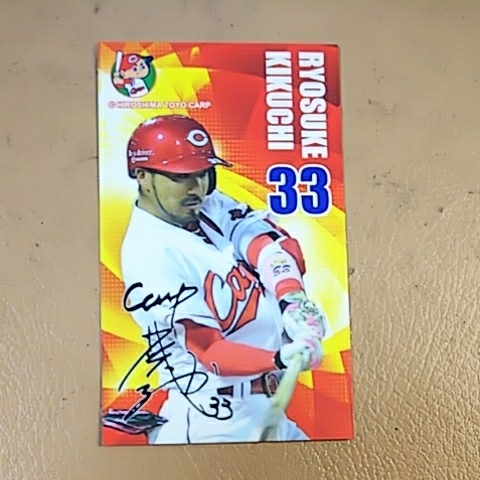 © HIROSHIMA TOYO CARP
RYOSUKE
KIKUCHI
33
C
Carp
33